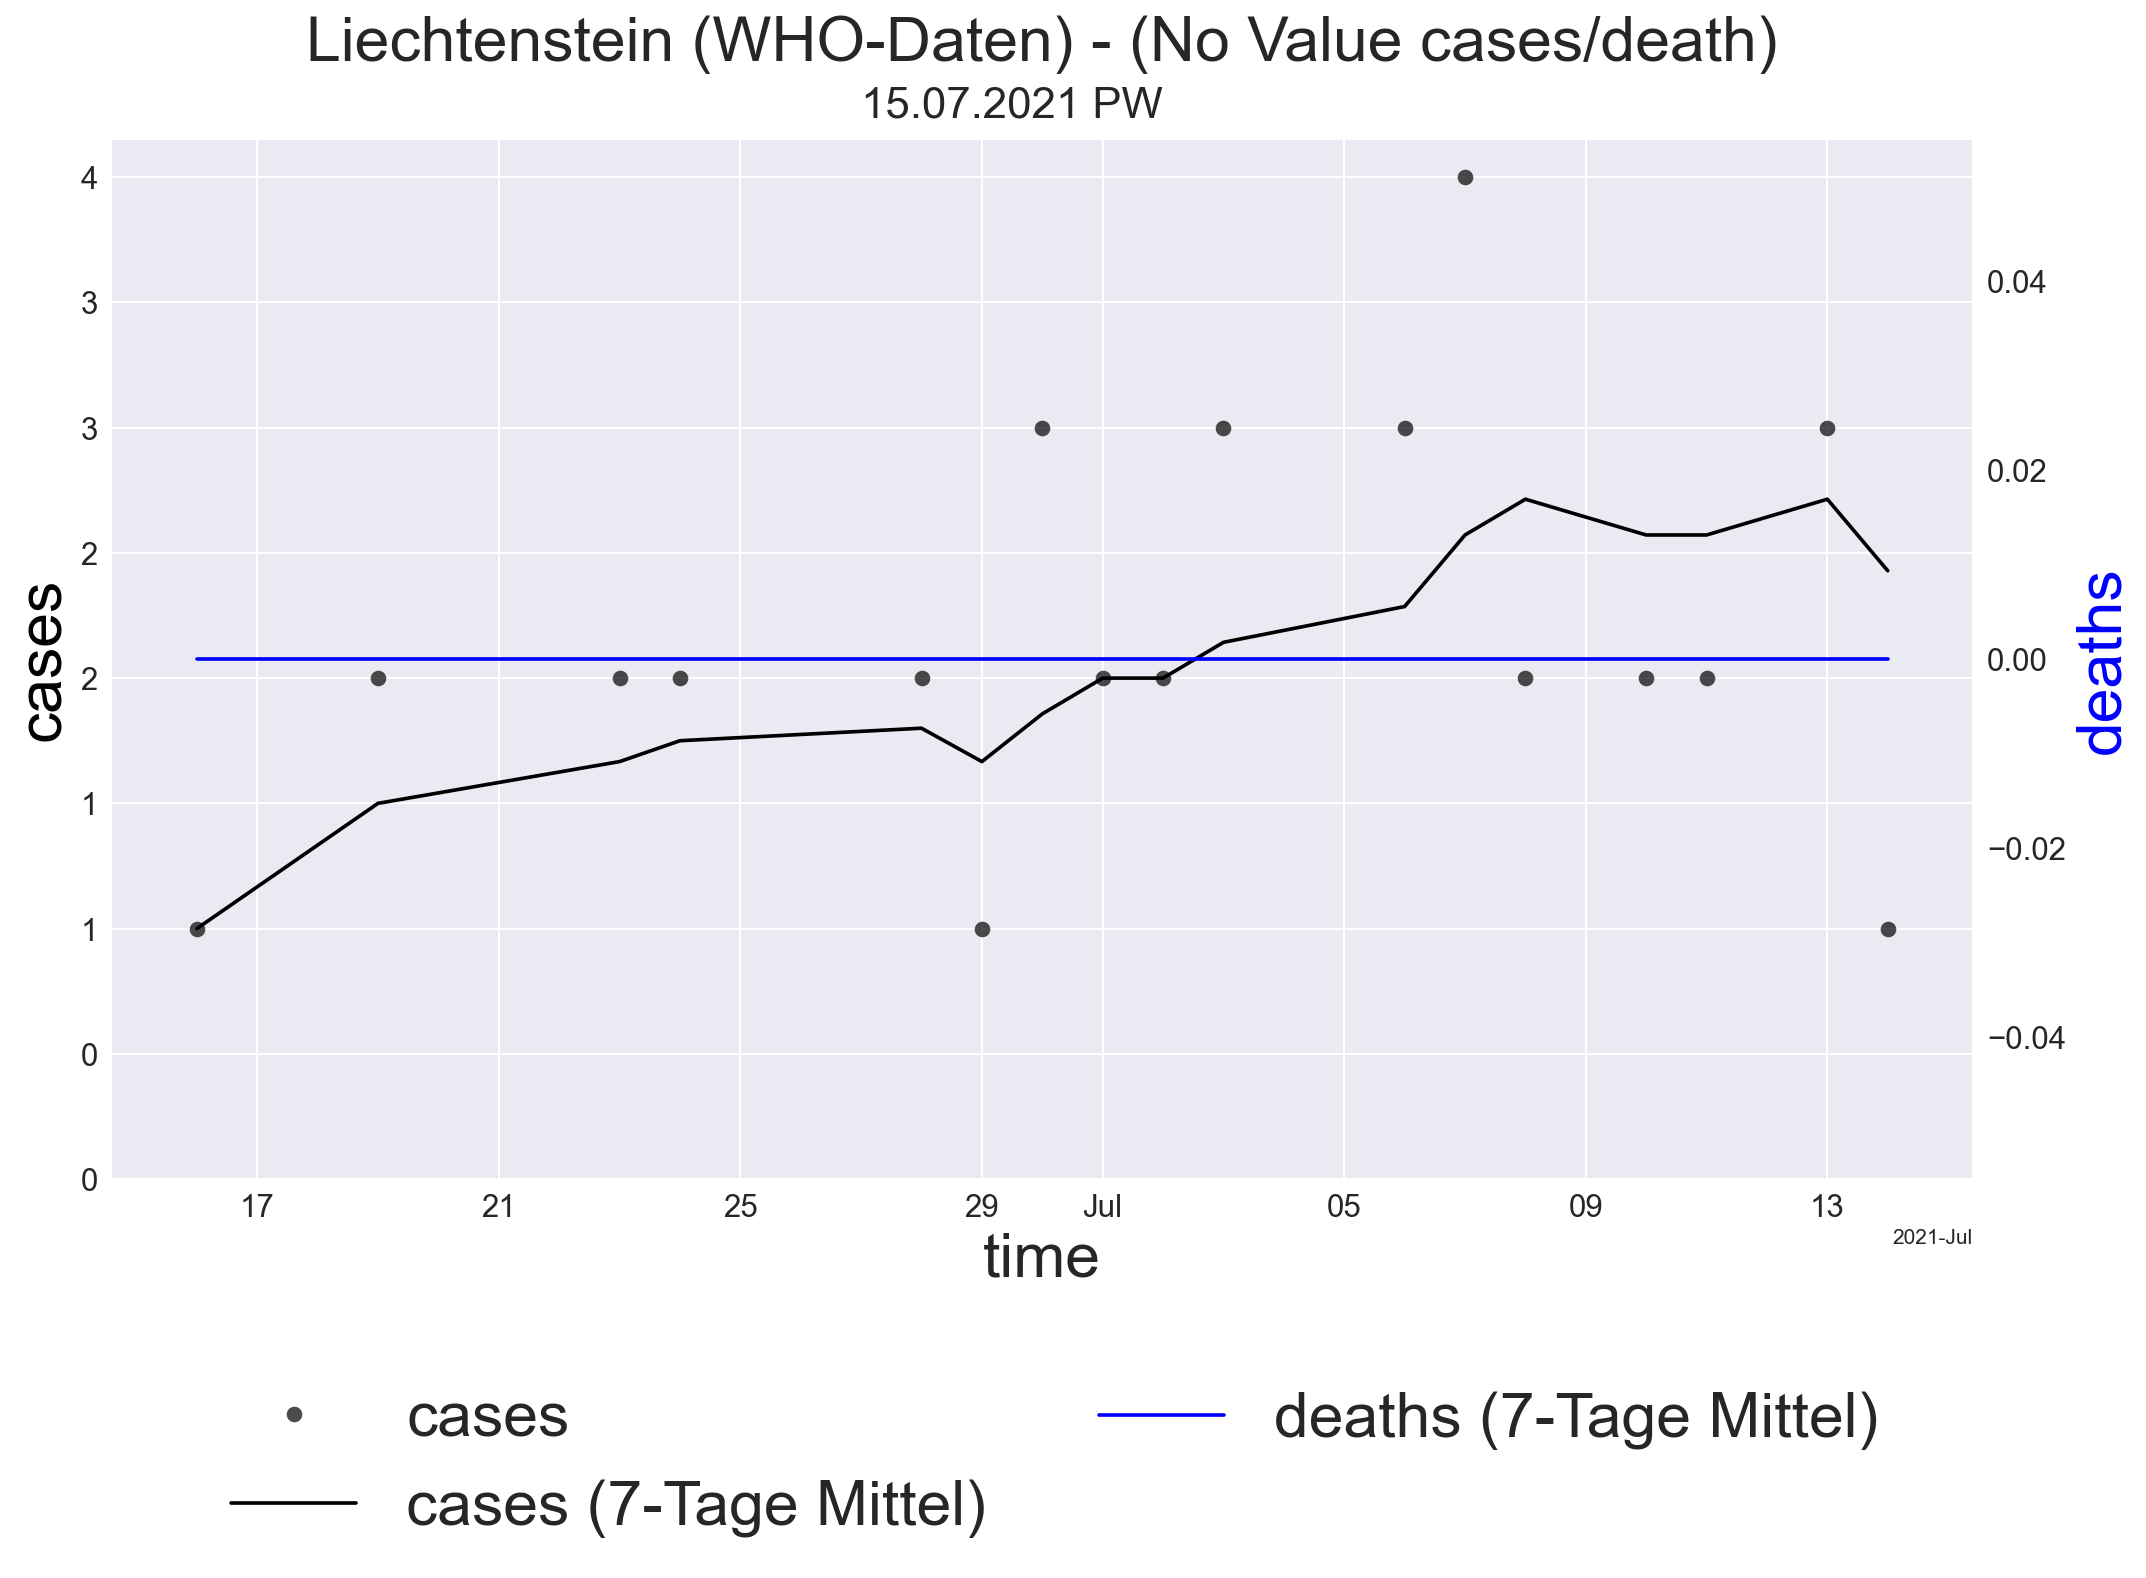 Liechtenstein (WHO-Daten) - (No Value cases/death)
15.07.2021 PW
4
3
3
2
2
1
1
0
0
cases
0.04
0.02
0.00
−0.02
−0.04
deaths
17 21 25 29 Jul 05 09 13
2021-Jul
time
cases
cases (7-Tage Mittel)
deaths (7-Tage Mittel)